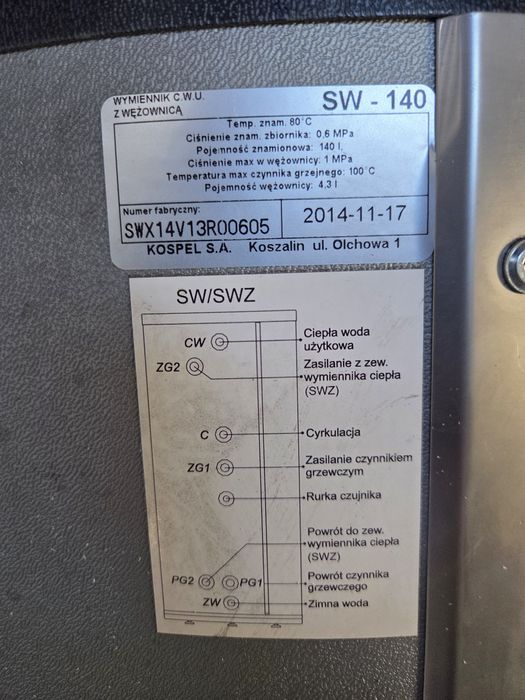 WYMIENNIK C.W.U.
Z WĘŻOWNICĄ
SW - 140
Temp. znam. 80°C
Ciśnienie znam. zbiornika: 0,6 MPa
Pojemność znamionowa: 140 l,
Ciśnienie max w wężownicy: 1 MPa
Temperatura max czynnika grzejnego: 100°C
Pojemność wężownicy: 4,3 l
Numer fabryczny:
SWX14V13R00605
2014-11-17
KOSPEL S.A. Koszalin ul. Olchowa 1
SW/SWZ
CW
Ciepła woda
użytkowa
ZG2
Zasilanie z zew.
wymiennika ciepła
(SWZ)
C
Cyrkulacja
ZG1
Zasilanie czynnikiem
grzewczym
Rurka czujnika
Powrót do zew.
wymiennika ciepła
(SWZ)
PG2
PG1
Powrót czynnika
grzewczego
ZW
Zimna woda